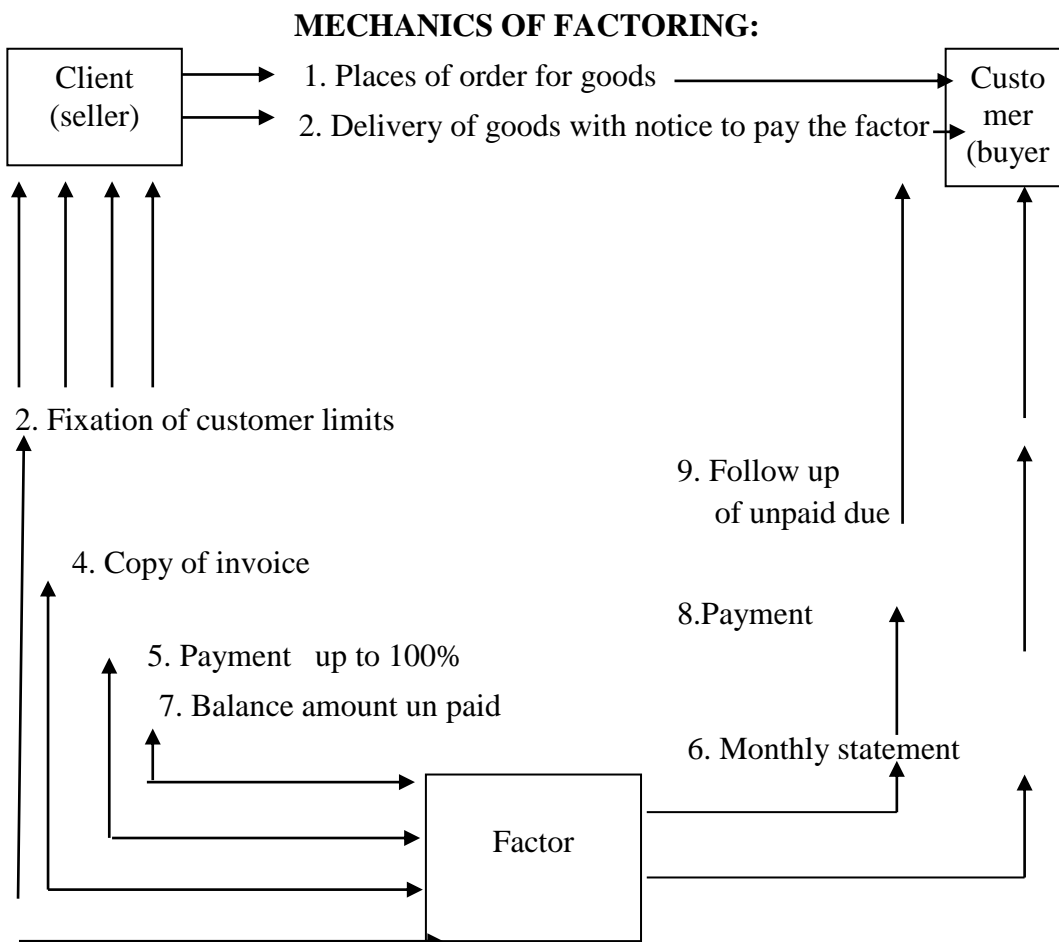 MECHANICS OF FACTORING:
Client
(seller)
1. Places of order for goods
2. Delivery of goods with notice to pay the factor
Custo
mer
(buyer
2. Fixation of customer limits
9. Follow up
of unpaid due
4. Copy of invoice
8.Payment
5. Payment up to 100%
7. Balance amount un paid
6. Monthly statement
Factor